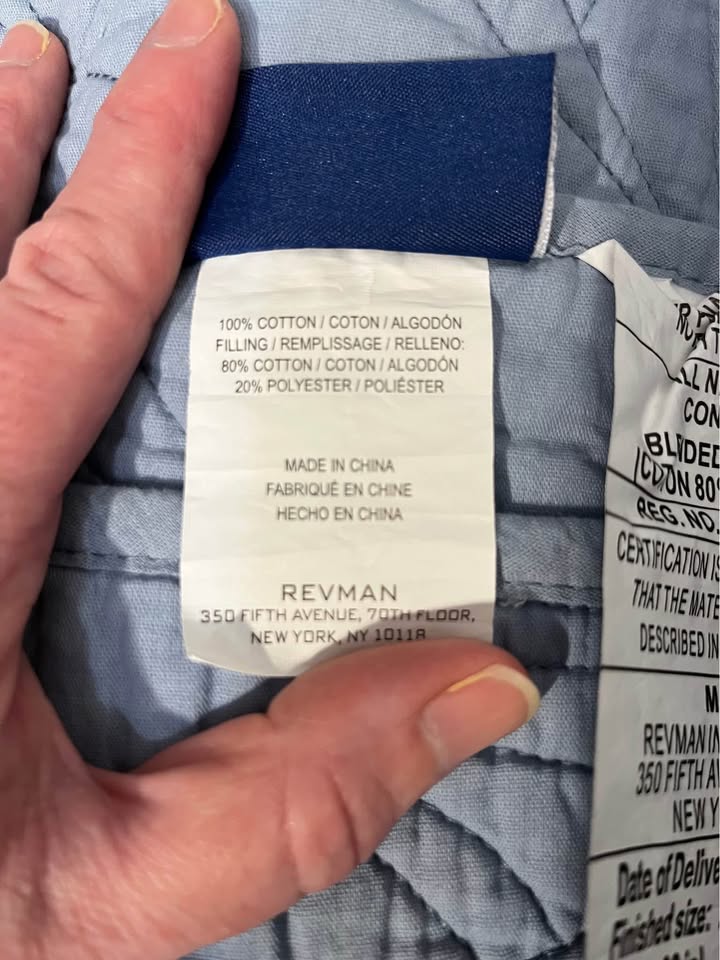 100% COTTON / COTON / ALGODÓN
FILLING / REMPLISSAGE / RELLENO:
80% COTTON / COTON / ALGODÓN
20% POLYESTER / POLIÉSTER
MADE IN CHINA
FABRIQUÉ EN CHINE
HECHO EN CHINA
REVMAN
350 FIFTH AVENUE, 70TH FLOOR,
NEW YORK, NY 10118
CON
REG. NO.
CERTIFICATION IS
THAT THE MATE
DESCRIBED IN
M
REVMAN IN
350 FIFTH AV
NEW Y
Date of Delive
Finished size: